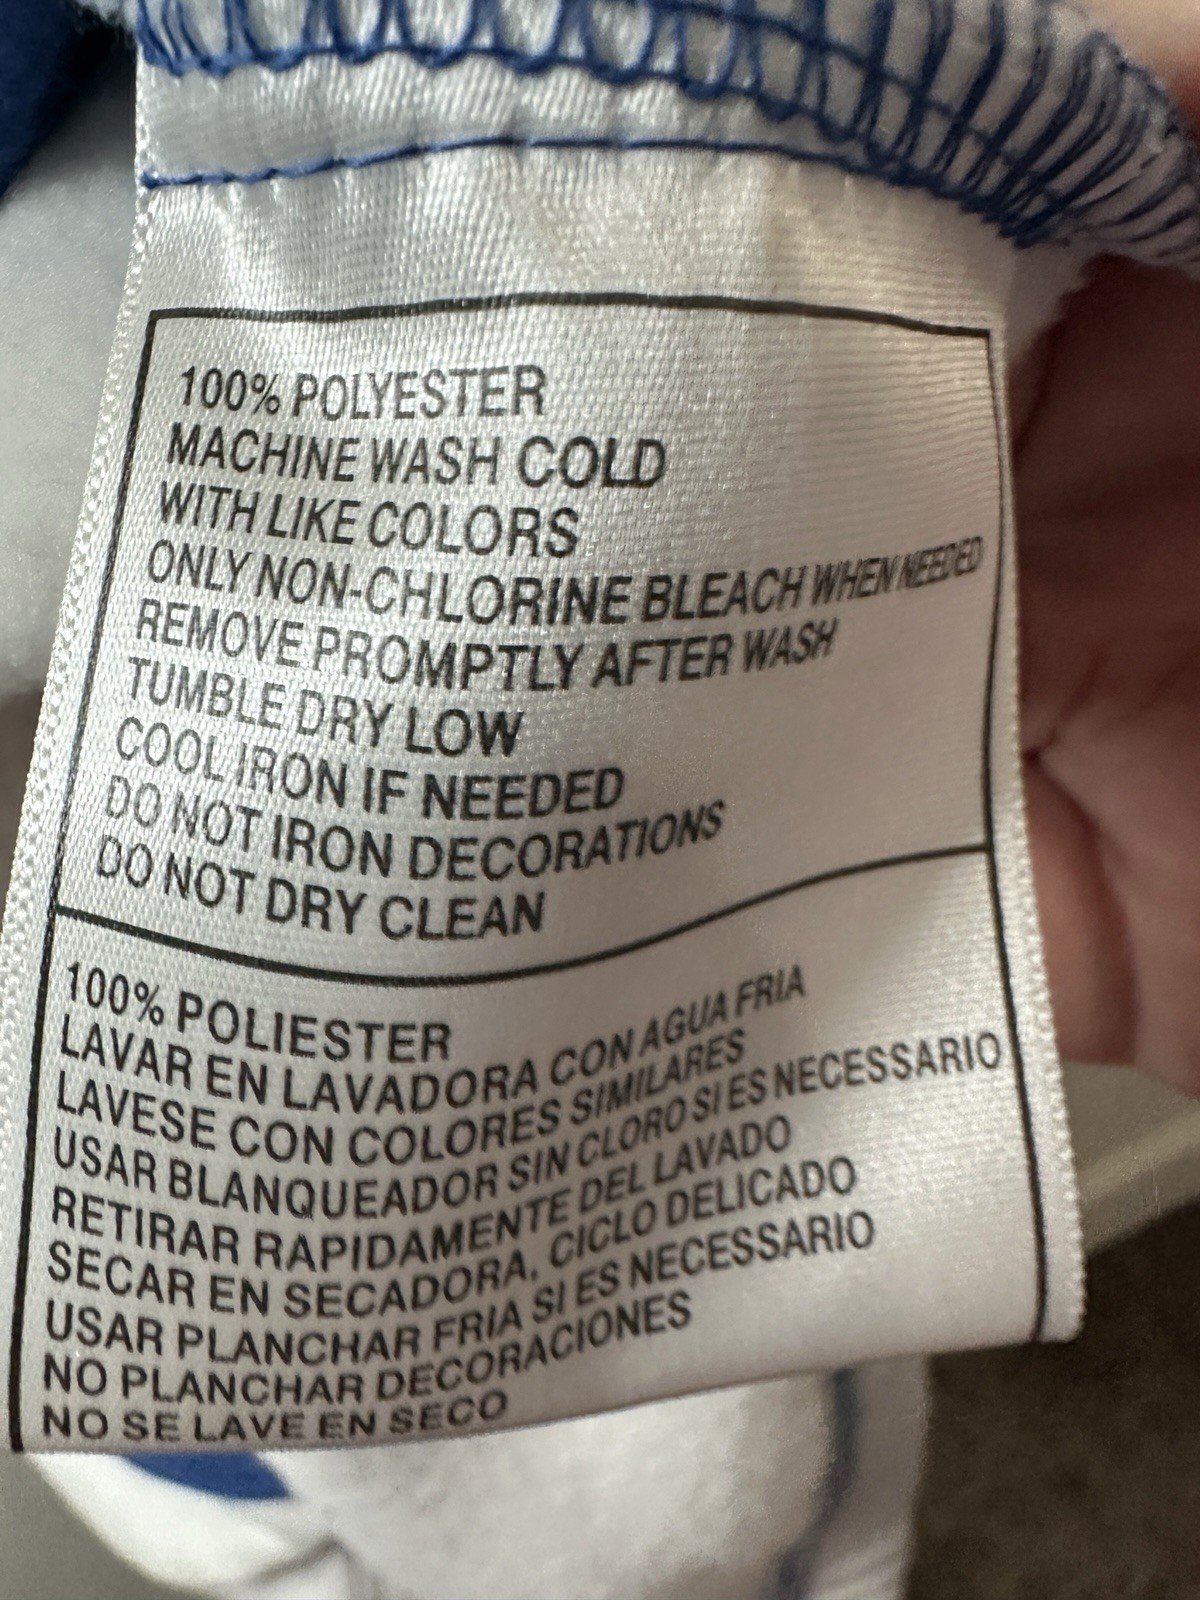 100% POLYESTER
MACHINE WASH COLD
WITH LIKE COLORS
ONLY NON-CHLORINE BLEACH WHEN NEEDED
REMOVE PROMPTLY AFTER WASH
TUMBLE DRY LOW
COOL IRON IF NEEDED
DO NOT IRON DECORATIONS
DO NOT DRY CLEAN
100% POLIESTER
LAVAR EN LAVADORA CON AGUA FRIA
LAVESE CON COLORES SIMILARES
USAR BLANQUEADOR SIN CLORO SI ES NECESSARIO
RETIRAR RAPIDAMENTE DEL LAVADO
SECAR EN SECADORA, CICLO DELICADO
USAR PLANCHAR FRIA SI ES NECESSARIO
NO PLANCHAR DECORACIONES
NO SE LAVE EN SECO